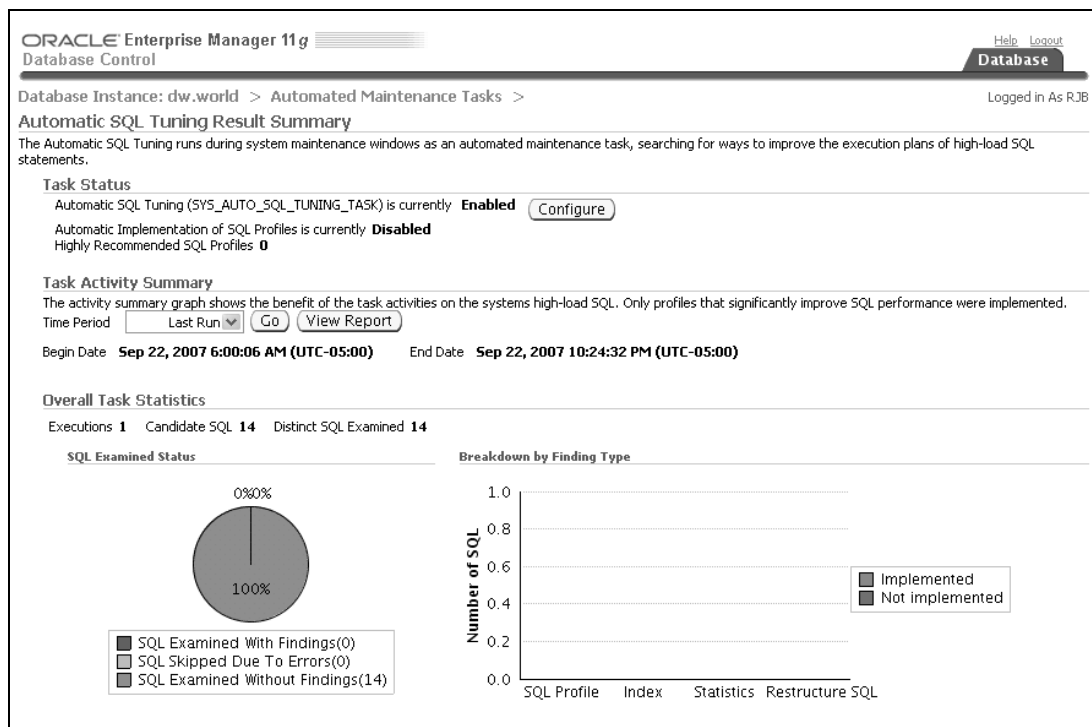 ORACLE Enterprise Manager 11g
Database Control
Help Logout
Database
Database Instance: dw.world > Automated Maintenance Tasks >
Logged in As RJB
Automatic SQL Tuning Result Summary
The Automatic SQL Tuning runs during system maintenance windows as an automated maintenance task, searching for ways to improve the execution plans of high-load SQL
statements.
Task Status
Automatic SQL Tuning (SYS_AUTO_SQL_TUNING_TASK) is currently Enabled Configure
Automatic Implementation of SQL Profiles is currently Disabled
Highly Recommended SQL Profiles 0
Task Activity Summary
The activity summary graph shows the benefit of the task activities on the systems high-load SQL. Only profiles that significantly improve SQL performance were implemented.
Time Period Last Run Go View Report
Begin Date Sep 22, 2007 6:00:06 AM (UTC-05:00) End Date Sep 22, 2007 10:24:32 PM (UTC-05:00)
Overall Task Statistics
Executions 1 Candidate SQL 14 Distinct SQL Examined 14
SQL Examined Status
0%0%
100%
SQL Examined With Findings(0)
SQL Skipped Due To Errors(0)
SQL Examined Without Findings(14)
Breakdown by Finding Type
Number of SQL
1.0
0.8
0.6
0.4
0.2
0.0
SQL Profile Index Statistics Restructure SQL
Implemented
Not implemented